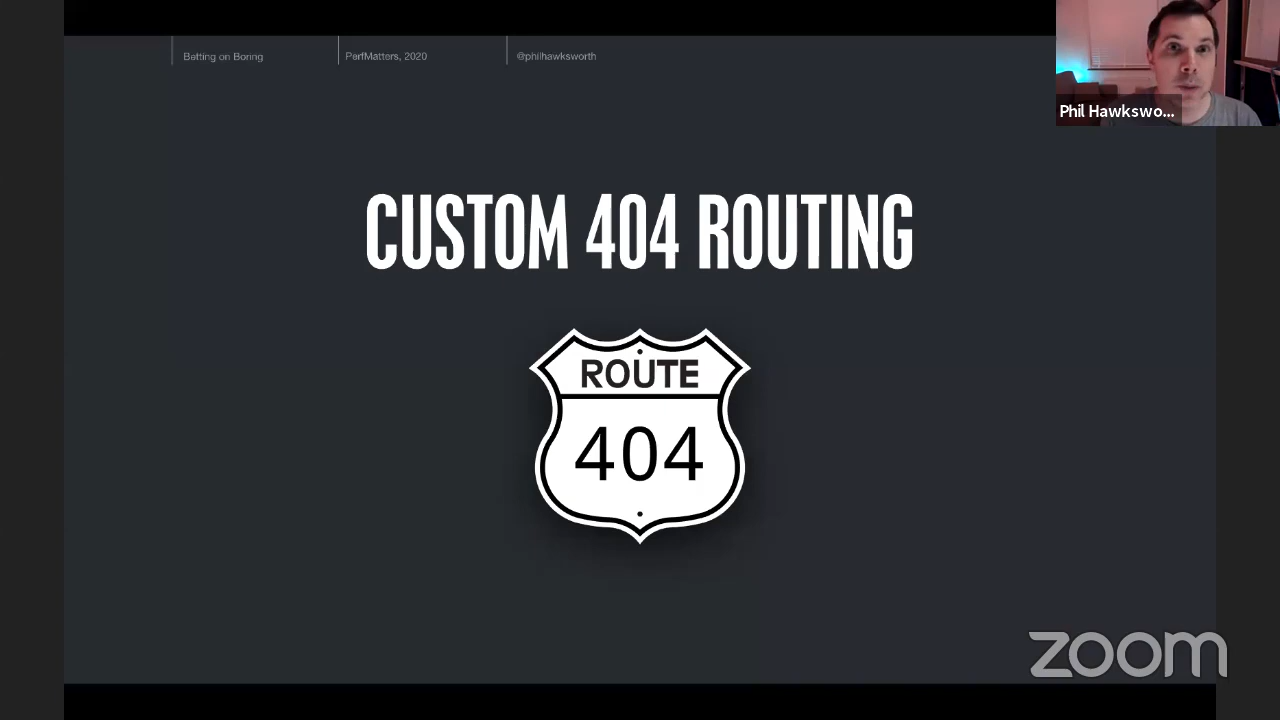 Betting on Boring
PerfMatters, 2020
@philhawksworth
Phil Hawkswo...
CUSTOM 404 ROUTING
ROUTE
404
zoom